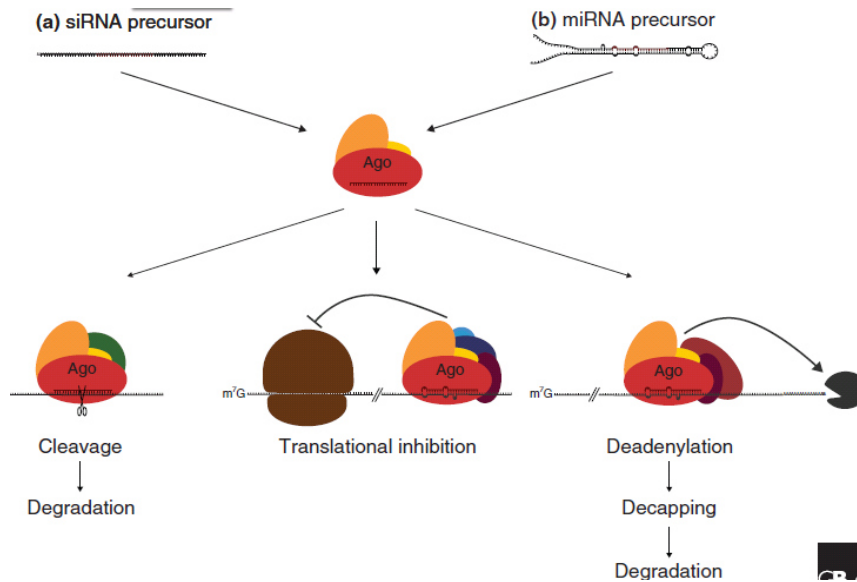 (a) siRNA precursor
(b) miRNA precursor
Ago
Ago
m⁷G
Ago
m⁷G
Ago
Cleavage
Translational inhibition
Deadenylation
Degradation
Decapping
Degradation